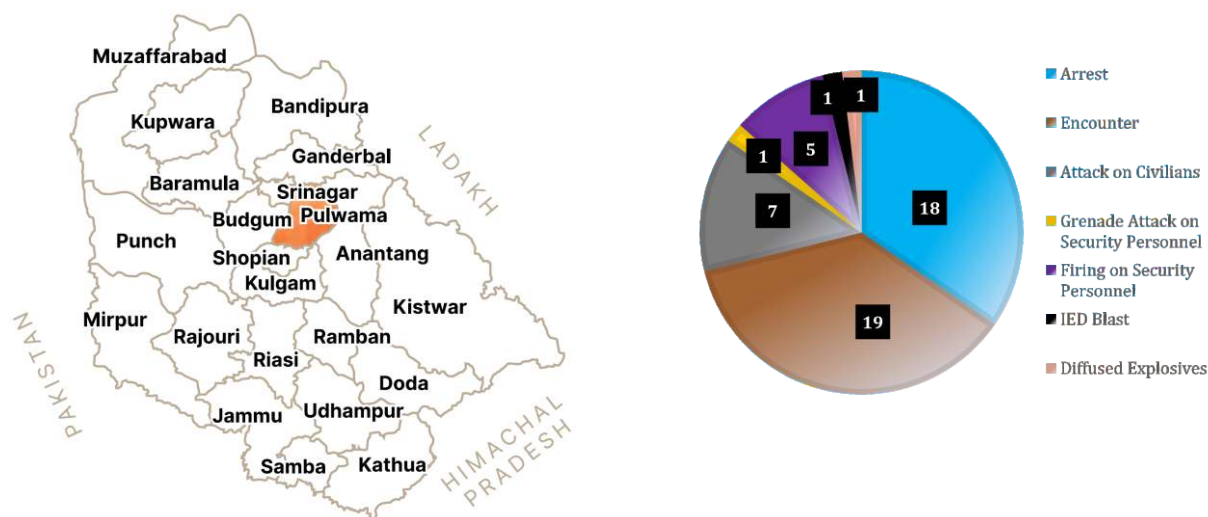 Muzaffarabad
Bandipura
Kupwara
Ganderbal
LADAKH
Baramula
Srinagar
Budgum
Pulwama
Punch
Anantang
Shopian
Kulgam
Kistwar
Mirpur
Rajouri
Ramban
Riasi
PAKISTAN
Doda
Jammu
Udhampur
Samba
Kathua
HIMACHAL
PRADESH
1
1
5
1
7
18
19
Arrest
Encounter
Attack on Civilians
Grenade Attack on
Security Personnel
Firing on Security
Personnel
IED Blast
Diffused Explosives